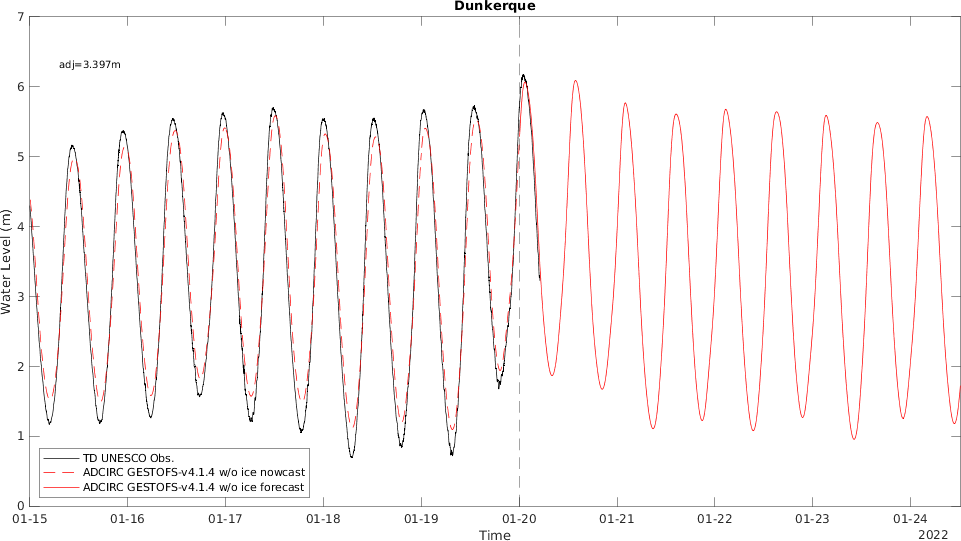 Dunkerque
adj=3.397m
Water Level (m)
7
6
5
4
3
2
1
0
TD UNESCO Obs.
ADCIRC GESTOFS-v4.1.4 w/o ice nowcast
ADCIRC GESTOFS-v4.1.4 w/o ice forecast
01-15 01-16 01-17 01-18 01-19 01-20 01-21 01-22 01-23 01-24
Time
2022